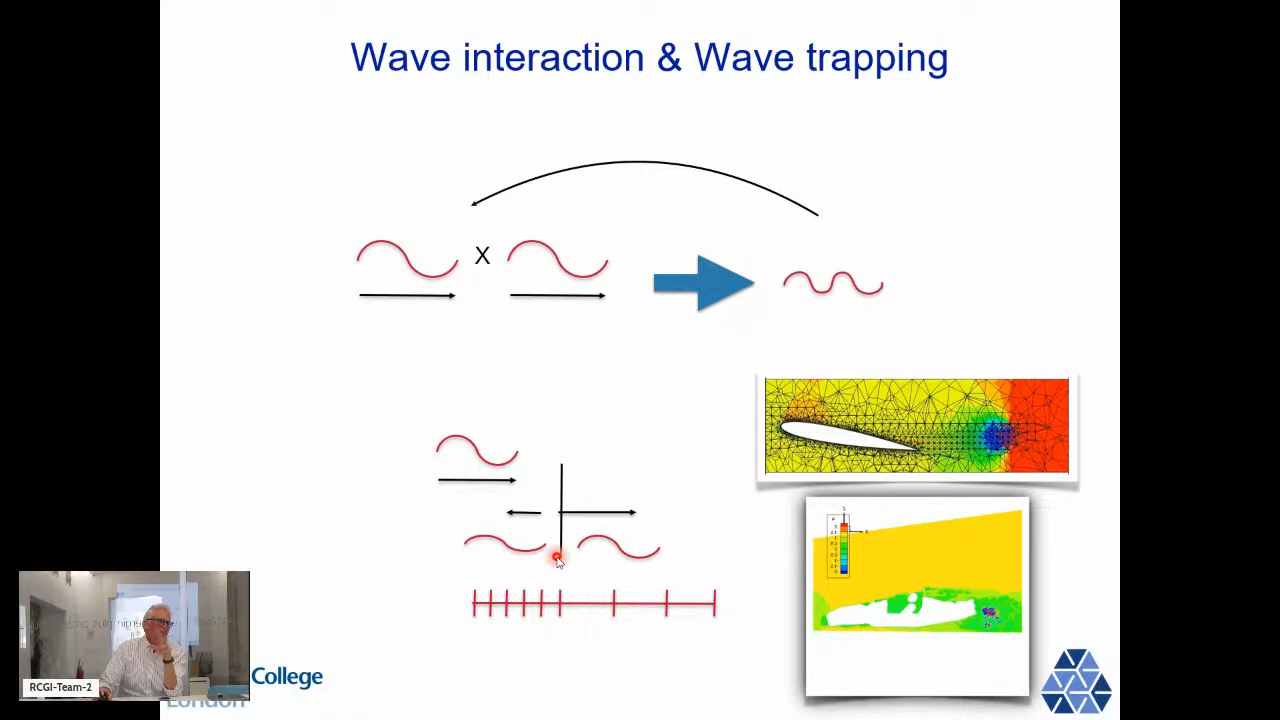 Wave interaction & Wave trapping
X
RCGI-Team-2
College
London